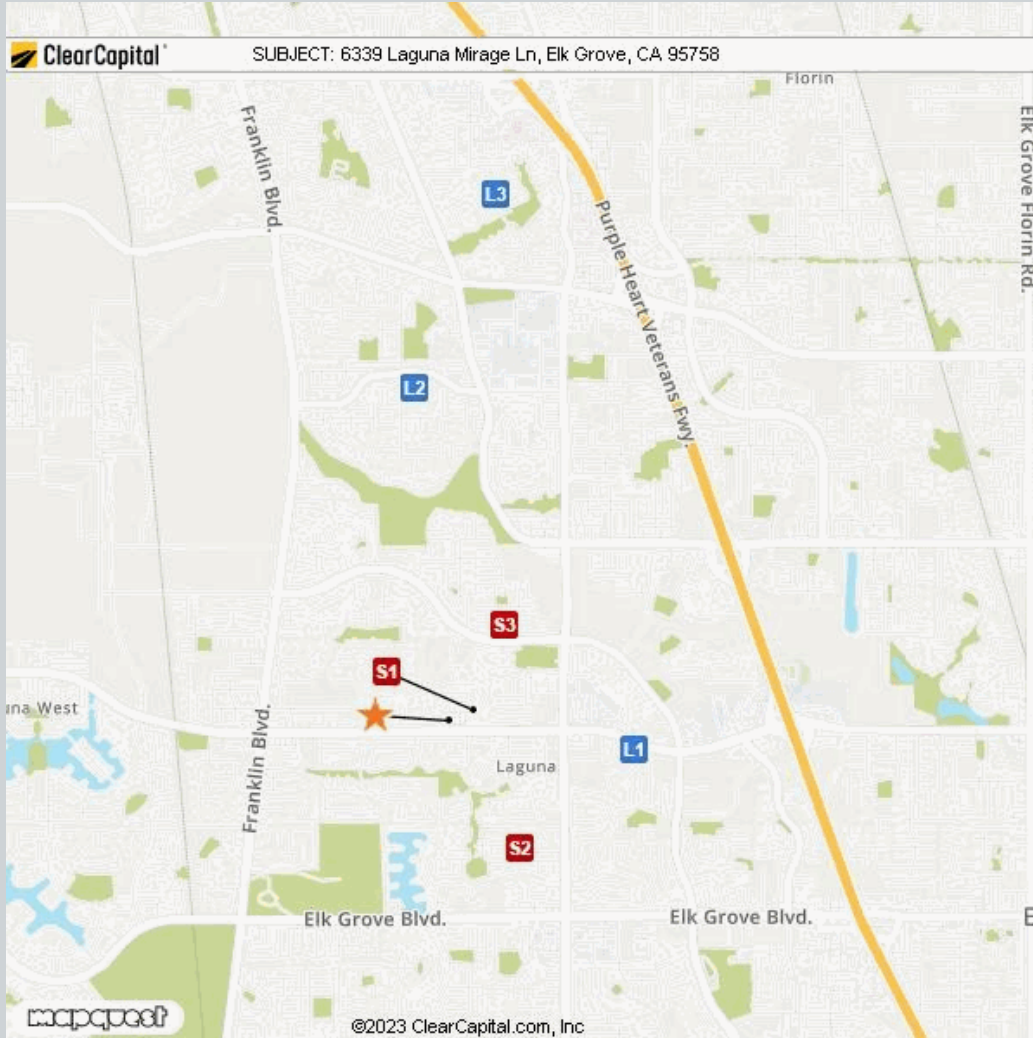 ClearCapital
SUBJECT: 6339 Laguna Mirage Ln, Elk Grove, CA 95758
Florin
Franklin Blvd.
Elk Grove Florin Rd.
L3
Purple Heart Veterans Fwy.
L2
S3
S1
una West
Franklin Blvd.
L1
Laguna
S2
Elk Grove Blvd.
Elk Grove Blvd.
E
mapquest
©2023 ClearCapital.com, Inc